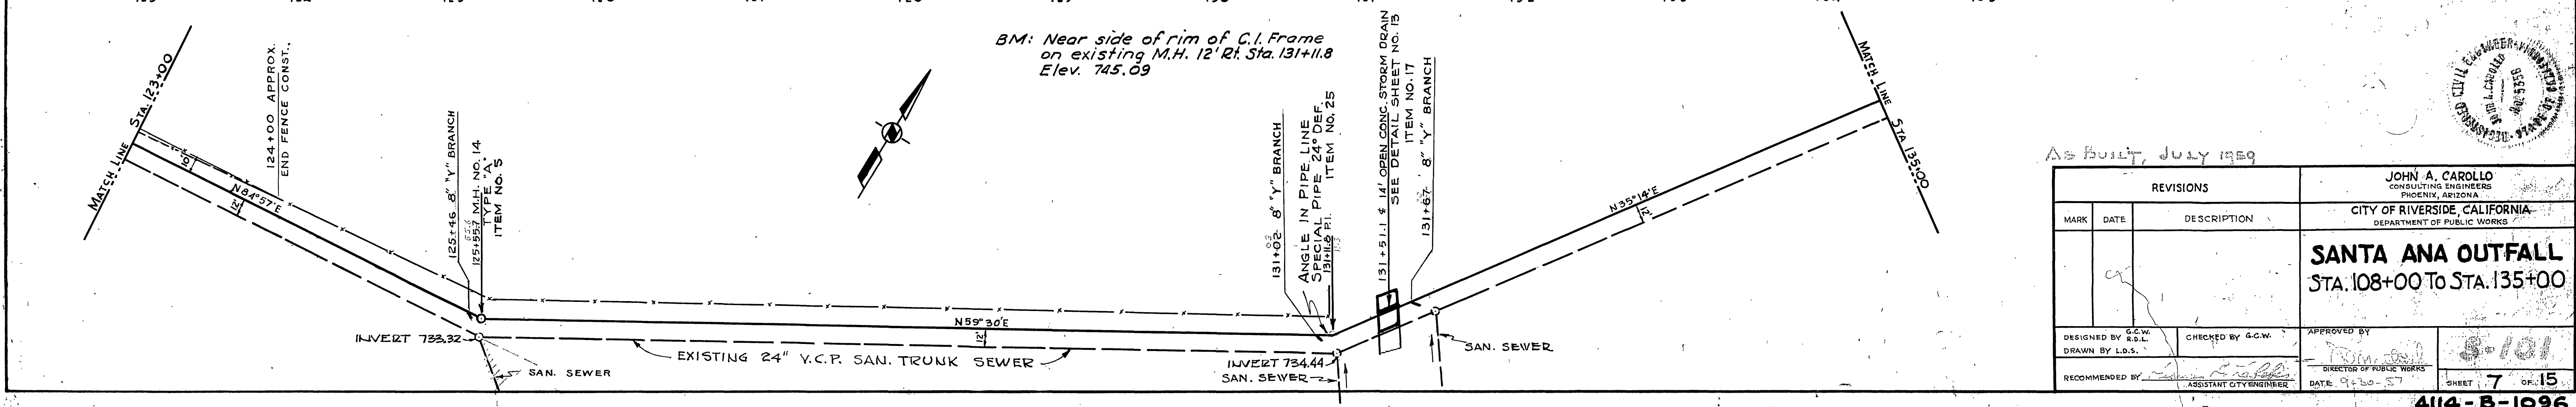 BM: Near side of rim of C.I. Frame
on existing M.H. 12' Rt. Sta. 131+11.8
Elev. 745.09
MATCH LINE STA. 123+00
124+00 APPROX.
END FENCE CONST.
10'
N84°57'E
12'
125+46 8" "Y" BRANCH
125+55.7 M.H. NO. 14
TYPE "A"
ITEM NO. 5
INVERT 733.32
SAN. SEWER
N59°30'E
12'
EXISTING 24" V.C.P. SAN. TRUNK SEWER
131+02 8" "Y" BRANCH
ANGLE IN PIPE LINE
SPECIAL PIPE 24° DEF.
131+11.8 P.I. ITEM NO. 25
INVERT 734.44
SAN. SEWER
131+51.1 ¢ 14' OPEN CONC. STORM DRAIN
SEE DETAIL SHEET NO. 13
ITEM NO. 17
131+67 8" "Y" BRANCH
SAN. SEWER
N35°14'E
12'
MATCH LINE STA 135+00
REGISTERED CIVIL ENGINEER
JOHN A. CAROLLO
AS BUILT, JULY 1959
REVISIONS
MARK DATE DESCRIPTION
JOHN A. CAROLLO
CONSULTING ENGINEERS
PHOENIX, ARIZONA
CITY OF RIVERSIDE, CALIFORNIA
DEPARTMENT OF PUBLIC WORKS
SANTA ANA OUTFALL
STA. 108+00 TO STA. 135+00
DESIGNED BY G.C.W. R.D.L.
CHECKED BY G.C.W.
DRAWN BY L.D.S.
RECOMMENDED BY
ASSISTANT CITY ENGINEER
APPROVED BY
DIRECTOR OF PUBLIC WORKS
DATE 9-30-57
S-101
SHEET 7 OF 15
4114-B-1096